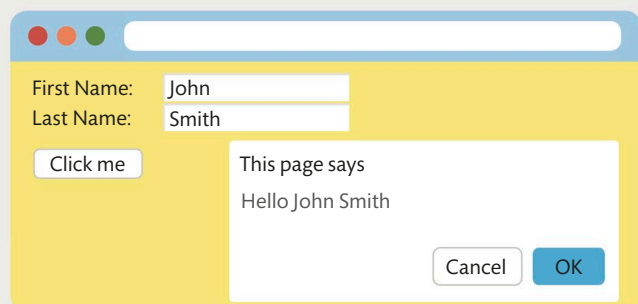 First Name: John
Last Name: Smith
Click me
This page says
Hello John Smith
Cancel OK